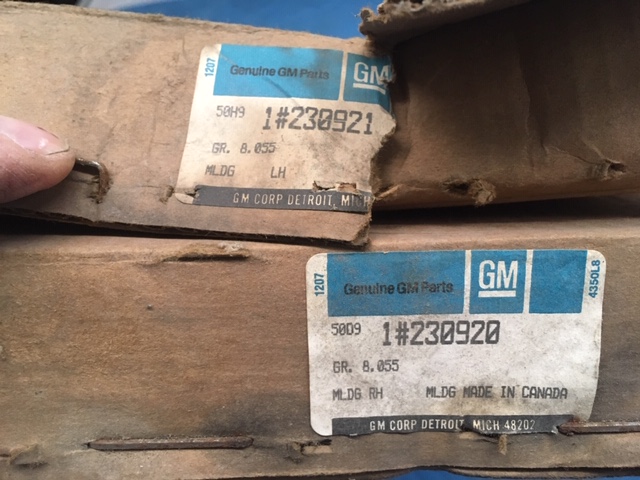 1207
Genuine GM Parts
GM
50H9
1#230921
GR. 8.055
MLDG LH
GM CORP DETROIT, MICH
1207
Genuine GM Parts
GM
4350L8
50D9
1#230920
GR. 8.055
MLDG RH MLDG MADE IN CANADA
GM CORP DETROIT, MICH 48202